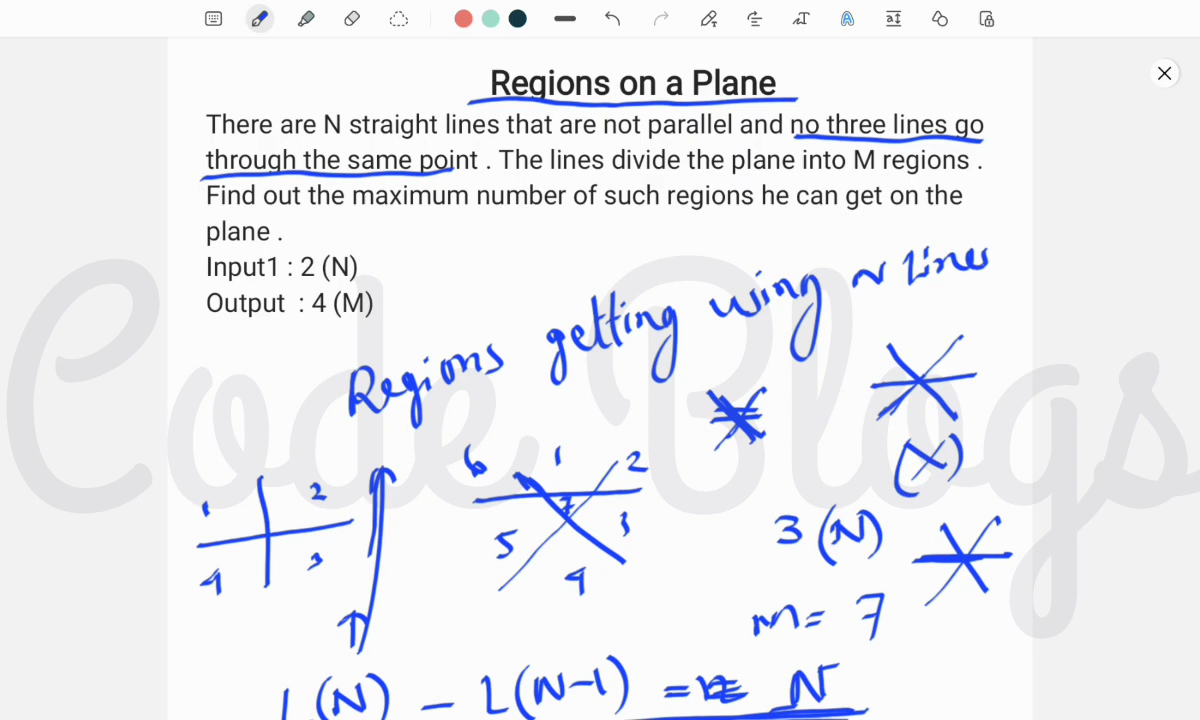 Regions on a Plane
There are N straight lines that are not parallel and no three lines go
through the same point . The lines divide the plane into M regions .
Find out the maximum number of such regions he can get on the
plane .
Input1 : 2 (N)
Output : 4 (M)
Regions getting using N Lines
1 2
4 3
6 1 2
7
5 3
4
(X)
3 (N)
m = 7
L(N) - L(N-1) = N
Code Blogs